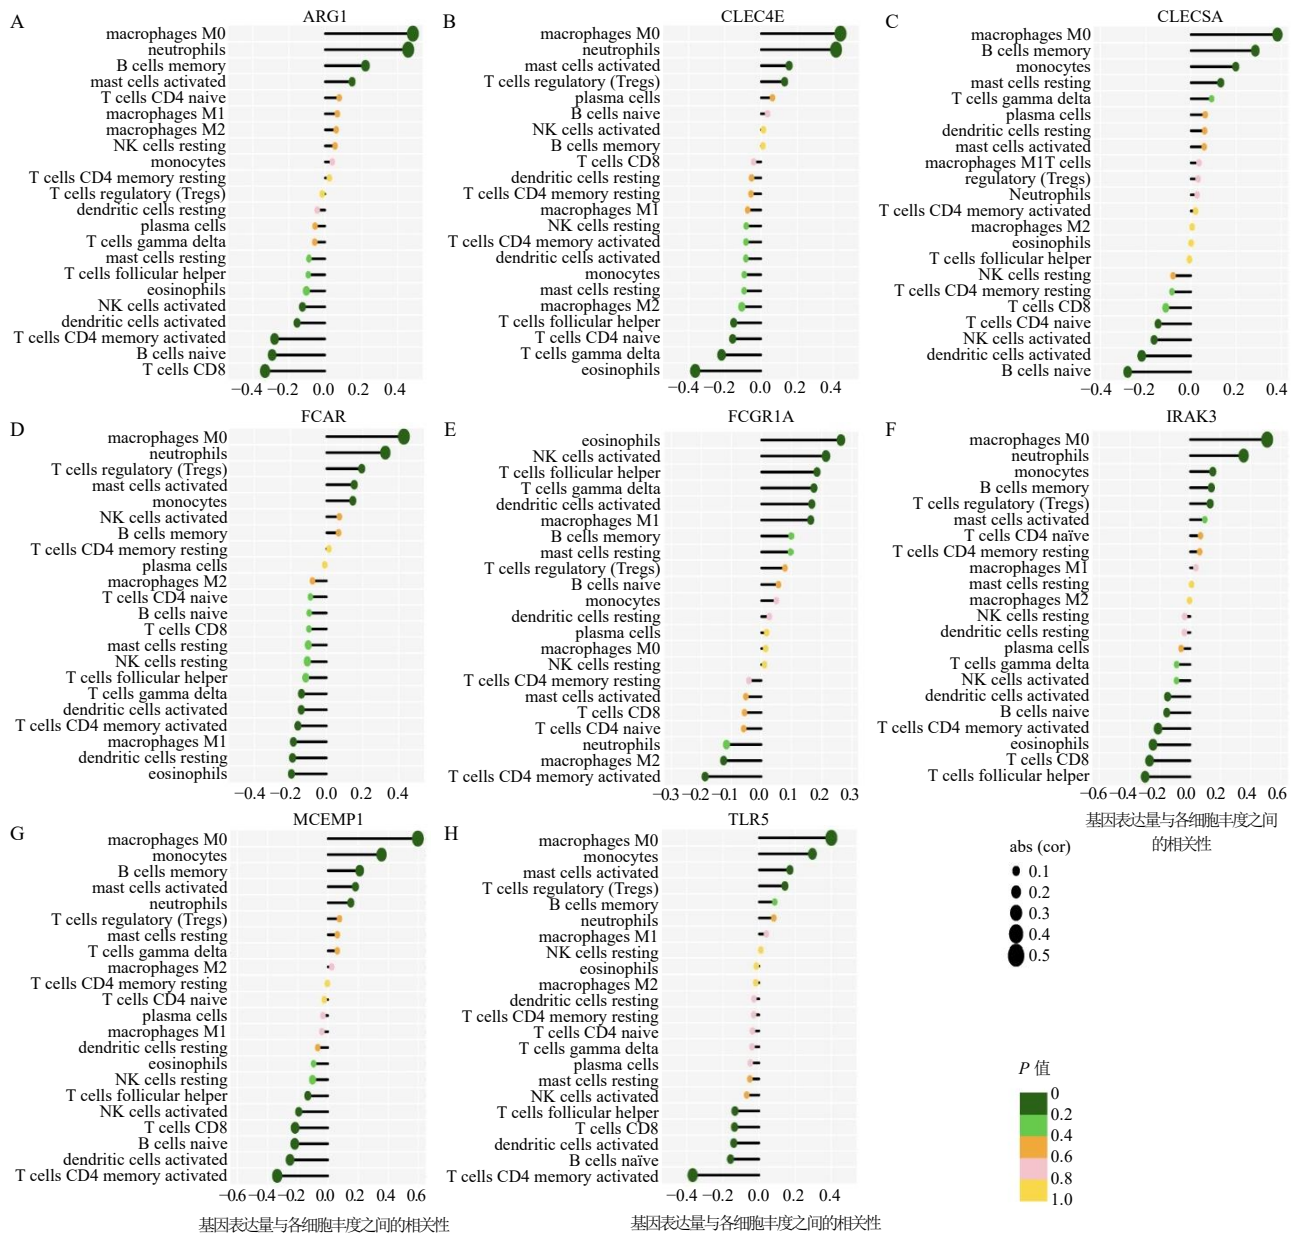 A
ARG1
macrophages M0
neutrophils
B cells memory
mast cells activated
T cells CD4 naive
macrophages M1
macrophages M2
NK cells resting
monocytes
T cells CD4 memory resting
T cells regulatory (Tregs)
dendritic cells resting
plasma cells
T cells gamma delta
mast cells resting
T cells follicular helper
eosinophils
NK cells activated
dendritic cells activated
T cells CD4 memory activated
B cells naive
T cells CD8
−0.4 −0.2 0.0 0.2 0.4
B
CLEC4E
macrophages M0
neutrophils
mast cells activated
T cells regulatory (Tregs)
plasma cells
B cells naive
NK cells activated
B cells memory
T cells CD8
dendritic cells resting
T cells CD4 memory resting
macrophages M1
NK cells resting
T cells CD4 memory activated
dendritic cells activated
monocytes
mast cells resting
macrophages M2
T cells follicular helper
T cells CD4 naive
T cells gamma delta
eosinophils
−0.4 −0.2 0.0 0.2 0.4
C
CLECSA
macrophages M0
B cells memory
monocytes
mast cells resting
T cells gamma delta
plasma cells
dendritic cells resting
mast cells activated
macrophages M1T cells
regulatory (Tregs)
Neutrophils
T cells CD4 memory activated
macrophages M2
eosinophils
T cells follicular helper
NK cells resting
T cells CD4 memory resting
T cells CD8
T cells CD4 naive
NK cells activated
dendritic cells activated
B cells naive
−0.4 −0.2 0.0 0.2 0.4
D
FCAR
macrophages M0
neutrophils
T cells regulatory (Tregs)
mast cells activated
monocytes
NK cells activated
B cells memory
T cells CD4 memory resting
plasma cells
macrophages M2
T cells CD4 naive
B cells naive
T cells CD8
mast cells resting
NK cells resting
T cells follicular helper
T cells gamma delta
dendritic cells activated
T cells CD4 memory activated
macrophages M1
dendritic cells resting
eosinophils
−0.4 −0.2 0.0 0.2 0.4
E
FCGR1A
eosinophils
NK cells activated
T cells follicular helper
T cells gamma delta
dendritic cells activated
macrophages M1
B cells memory
mast cells resting
T cells regulatory (Tregs)
B cells naive
monocytes
dendritic cells resting
plasma cells
macrophages M0
NK cells resting
T cells CD4 memory resting
mast cells activated
T cells CD8
T cells CD4 naive
neutrophils
macrophages M2
T cells CD4 memory activated
−0.3 −0.2 −0.1 0.0 0.1 0.2 0.3
F
IRAK3
macrophages M0
neutrophils
monocytes
B cells memory
T cells regulatory (Tregs)
mast cells activated
T cells CD4 naïve
T cells CD4 memory resting
macrophages M1
mast cells resting
macrophages M2
NK cells resting
dendritic cells resting
plasma cells
T cells gamma delta
NK cells activated
dendritic cells activated
B cells naive
T cells CD4 memory activated
eosinophils
T cells CD8
T cells follicular helper
−0.6 −0.4 −0.2 0.0 0.2 0.4 0.6
基因表达量与各细胞丰度之间
的相关性
G
MCEMP1
macrophages M0
monocytes
B cells memory
mast cells activated
neutrophils
T cells regulatory (Tregs)
mast cells resting
T cells gamma delta
macrophages M2
T cells CD4 memory resting
T cells CD4 naive
plasma cells
macrophages M1
dendritic cells resting
eosinophils
NK cells resting
T cells follicular helper
NK cells activated
T cells CD8
B cells naive
dendritic cells activated
T cells CD4 memory activated
−0.6 −0.4 −0.2 0.0 0.2 0.4 0.6
基因表达量与各细胞丰度之间的相关性
H
TLR5
macrophages M0
monocytes
mast cells activated
T cells regulatory (Tregs)
B cells memory
neutrophils
macrophages M1
NK cells resting
eosinophils
macrophages M2
dendritic cells resting
T cells CD4 memory resting
T cells CD4 naive
T cells gamma delta
plasma cells
mast cells resting
NK cells activated
T cells follicular helper
T cells CD8
dendritic cells activated
B cells naïve
T cells CD4 memory activated
−0.4 −0.2 0.0 0.2 0.4
基因表达量与各细胞丰度之间的相关性
abs (cor)
0.1
0.2
0.3
0.4
0.5
P 值
0
0.2
0.4
0.6
0.8
1.0